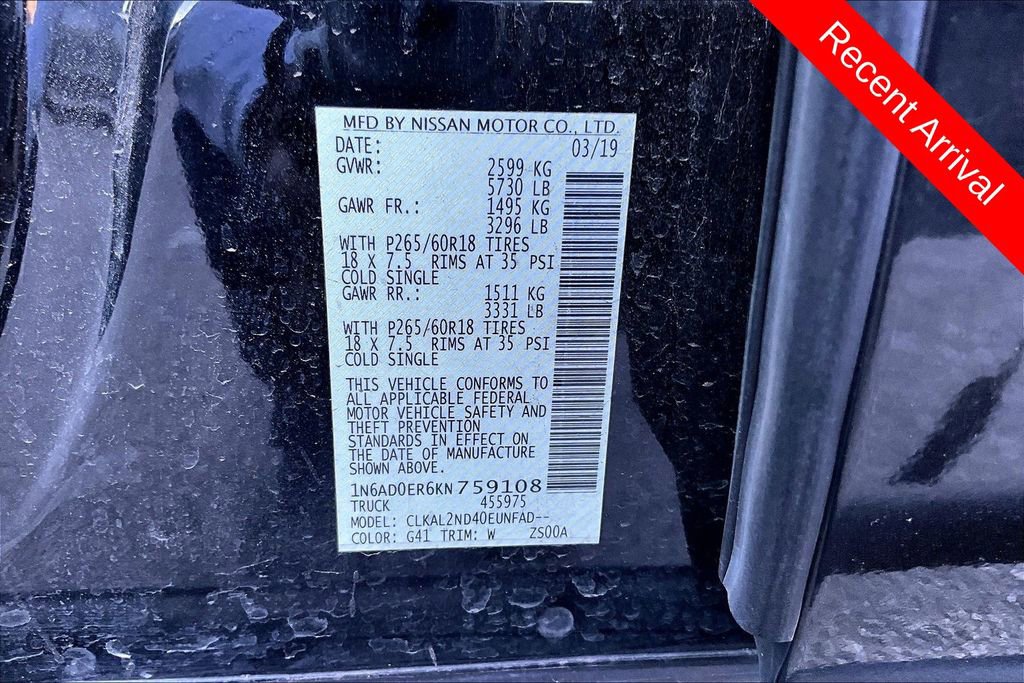 Recent Arrival
MFD BY NISSAN MOTOR CO., LTD.
DATE: 03/19
GVWR: 2599 KG
5730 LB
GAWR FR.: 1495 KG
3296 LB
WITH P265/60R18 TIRES
18 X 7.5 RIMS AT 35 PSI
COLD SINGLE
GAWR RR.: 1511 KG
3331 LB
WITH P265/60R18 TIRES
18 X 7.5 RIMS AT 35 PSI
COLD SINGLE
THIS VEHICLE CONFORMS TO
ALL APPLICABLE FEDERAL
MOTOR VEHICLE SAFETY AND
THEFT PREVENTION
STANDARDS IN EFFECT ON
THE DATE OF MANUFACTURE
SHOWN ABOVE.
1N6AD0ER6KN759108
TRUCK 455975
MODEL: CLKAL2ND40EUNFAD--
COLOR: G41 TRIM: W ZS00A